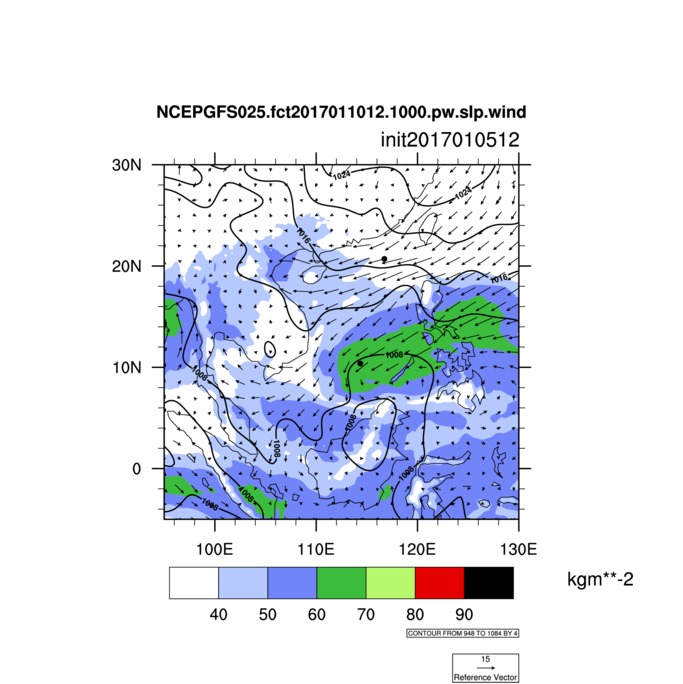 NCEPGFS025.fct2017011012.1000.pw.slp.wind
init2017010512
30N
1024
1024
1016
20N
1016
1008
10N
1008
1008
1008
1008
0
1008
1008
100E 110E 120E 130E
kgm**-2
40 50 60 70 80 90
CONTOUR FROM 948 TO 1084 BY 4
15
Reference Vector